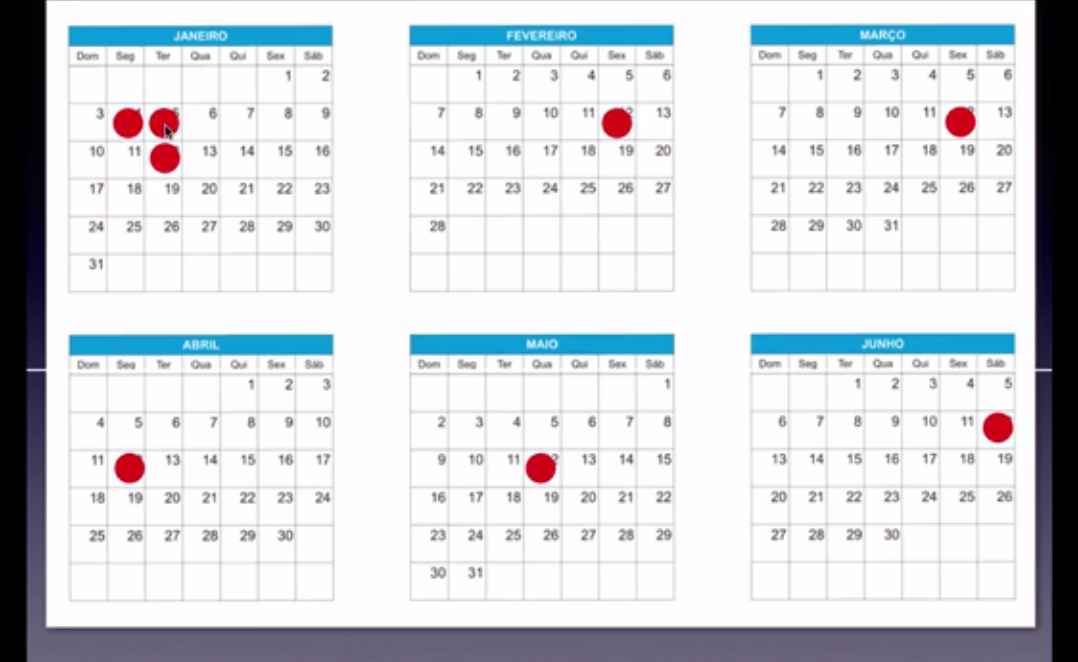 JANEIRO
Dom Seg Ter Qua Qui Sex Sáb
1 2
3 6 7 8 9
10 11 13 14 15 16
17 18 19 20 21 22 23
24 25 26 27 28 29 30
31
FEVEREIRO
Dom Seg Ter Qua Qui Sex Sáb
1 2 3 4 5 6
7 8 9 10 11 13
14 15 16 17 18 19 20
21 22 23 24 25 26 27
28
MARÇO
Dom Seg Ter Qua Qui Sex Sáb
1 2 3 4 5 6
7 8 9 10 11 13
14 15 16 17 18 19 20
21 22 23 24 25 26 27
28 29 30 31
ABRIL
Dom Seg Ter Qua Qui Sex Sáb
1 2 3
4 5 6 7 8 9 10
11 13 14 15 16 17
18 19 20 21 22 23 24
25 26 27 28 29 30
MAIO
Dom Seg Ter Qua Qui Sex Sáb
1
2 3 4 5 6 7 8
9 10 11 13 14 15
16 17 18 19 20 21 22
23 24 25 26 27 28 29
30 31
JUNHO
Dom Seg Ter Qua Qui Sex Sáb
1 2 3 4 5
6 7 8 9 10 11
13 14 15 16 17 18 19
20 21 22 23 24 25 26
27 28 29 30